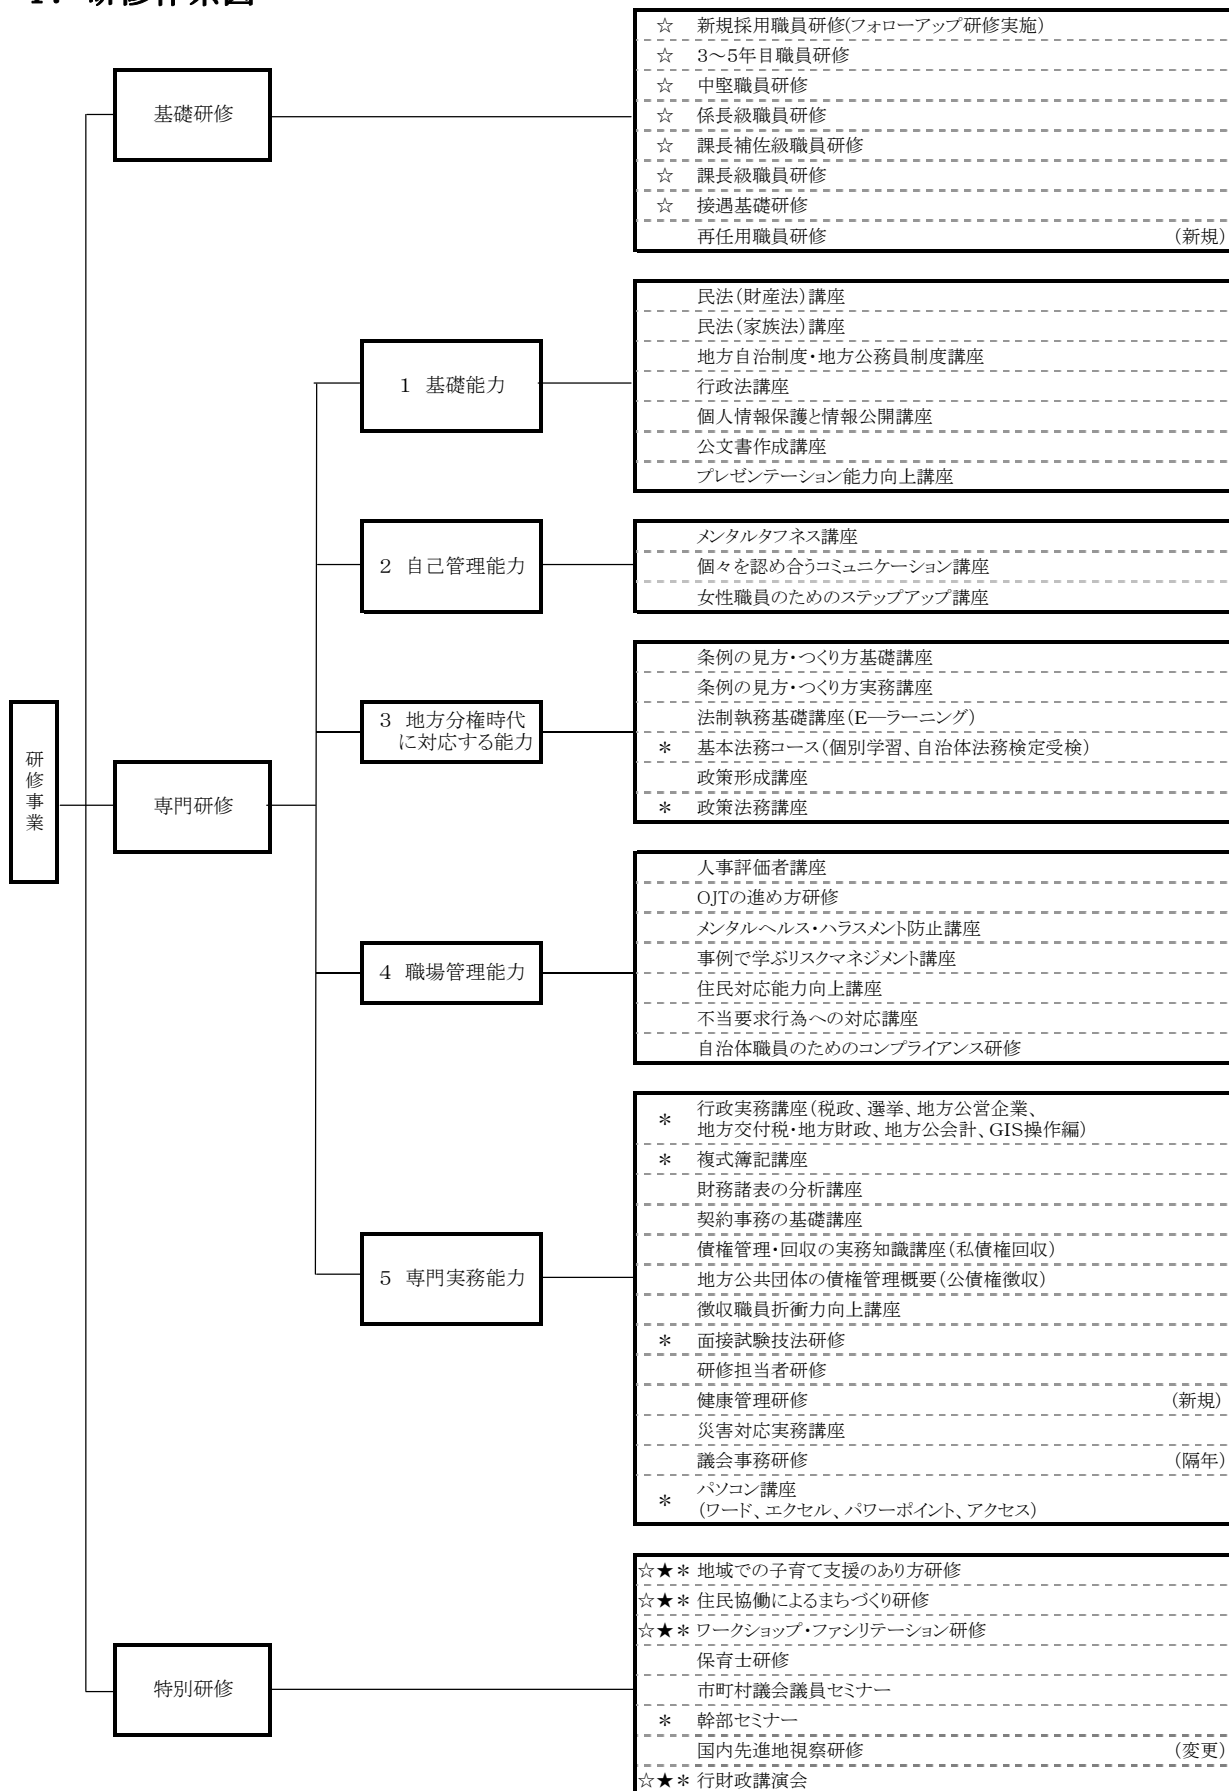 1．研修体系図
☆ 新規採用職員研修(フォローアップ研修実施)
☆ 3～5年目職員研修
☆ 中堅職員研修
基礎研修
☆ 係長級職員研修
☆ 課長補佐級職員研修
☆ 課長級職員研修
☆ 接遇基礎研修
再任用職員研修 (新規)
民法(財産法)講座
民法(家族法)講座
地方自治制度・地方公務員制度講座
1 基礎能力
行政法講座
個人情報保護と情報公開講座
公文書作成講座
プレゼンテーション能力向上講座
メンタルタフネス講座
2 自己管理能力
個々を認め合うコミュニケーション講座
女性職員のためのステップアップ講座
条例の見方・つくり方基礎講座
条例の見方・つくり方実務講座
3 地方分権時代
に対応する能力
法制執務基礎講座(E―ラーニング)
＊ 基本法務コース(個別学習、自治体法務検定受検)
政策形成講座
＊ 政策法務講座
研修事業
専門研修
人事評価者講座
OJTの進め方研修
メンタルヘルス・ハラスメント防止講座
4 職場管理能力
事例で学ぶリスクマネジメント講座
住民対応能力向上講座
不当要求行為への対応講座
自治体職員のためのコンプライアンス研修
＊ 行政実務講座(税政、選挙、地方公営企業、
地方交付税・地方財政、地方公会計、GIS操作編)
＊ 複式簿記講座
財務諸表の分析講座
契約事務の基礎講座
債権管理・回収の実務知識講座(私債権回収)
5 専門実務能力
地方公共団体の債権管理概要(公債権徴収)
徴収職員折衝力向上講座
＊ 面接試験技法研修
研修担当者研修
健康管理研修 (新規)
災害対応実務講座
議会事務研修 (隔年)
＊ パソコン講座
(ワード、エクセル、パワーポイント、アクセス)
☆★＊ 地域での子育て支援のあり方研修
☆★＊ 住民協働によるまちづくり研修
☆★＊ ワークショップ・ファシリテーション研修
保育士研修
特別研修
市町村議会議員セミナー
＊ 幹部セミナー
国内先進地視察研修 (変更)
☆★＊ 行財政講演会